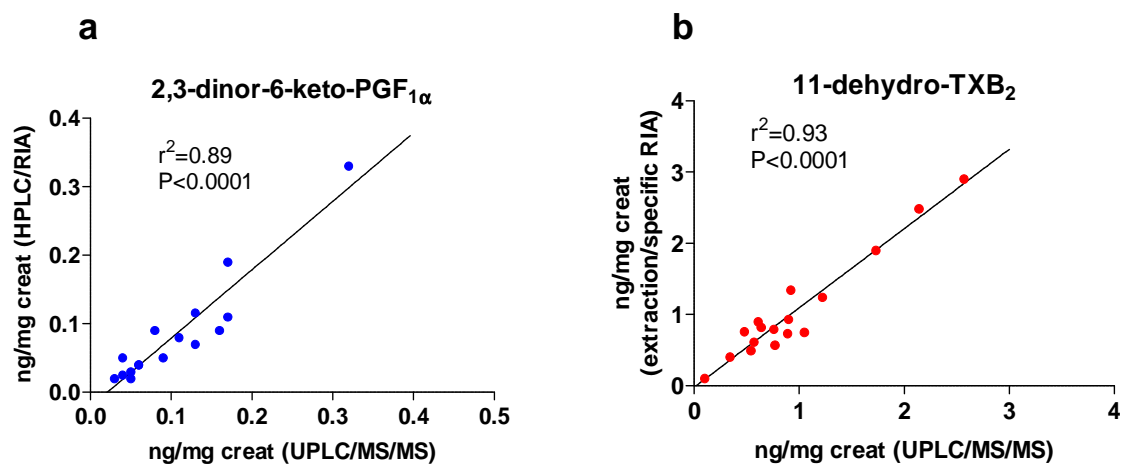 a
2,3-dinor-6-keto-PGF1α
r2=0.89
P<0.0001
ng/mg creat (HPLC/RIA)
0.4
0.3
0.2
0.1
0.0
0.0 0.1 0.2 0.3 0.4 0.5
ng/mg creat (UPLC/MS/MS)
b
11-dehydro-TXB2
r2=0.93
P<0.0001
ng/mg creat
(extraction/specific RIA)
4
3
2
1
0
0 1 2 3 4
ng/mg creat (UPLC/MS/MS)